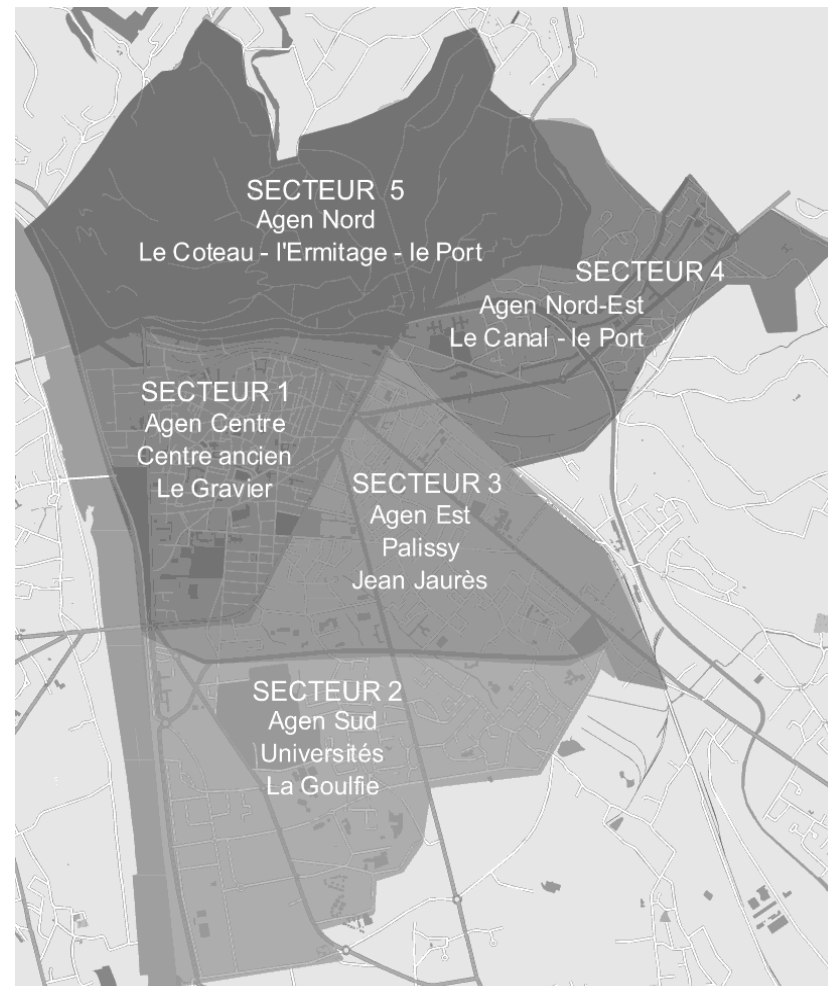 SECTEUR 5
Agen Nord
Le Coteau - l'Ermitage - le Port
SECTEUR 4
Agen Nord-Est
Le Canal - le Port
SECTEUR 1
Agen Centre
Centre ancien
Le Gravier
SECTEUR 3
Agen Est
Palissy
Jean Jaurès
SECTEUR 2
Agen Sud
Universités
La Goulfie